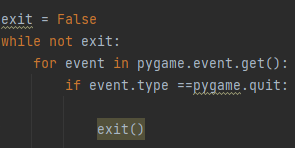 exit = False
while not exit:
    for event in pygame.event.get():
        if event.type ==pygame.quit:
            exit()